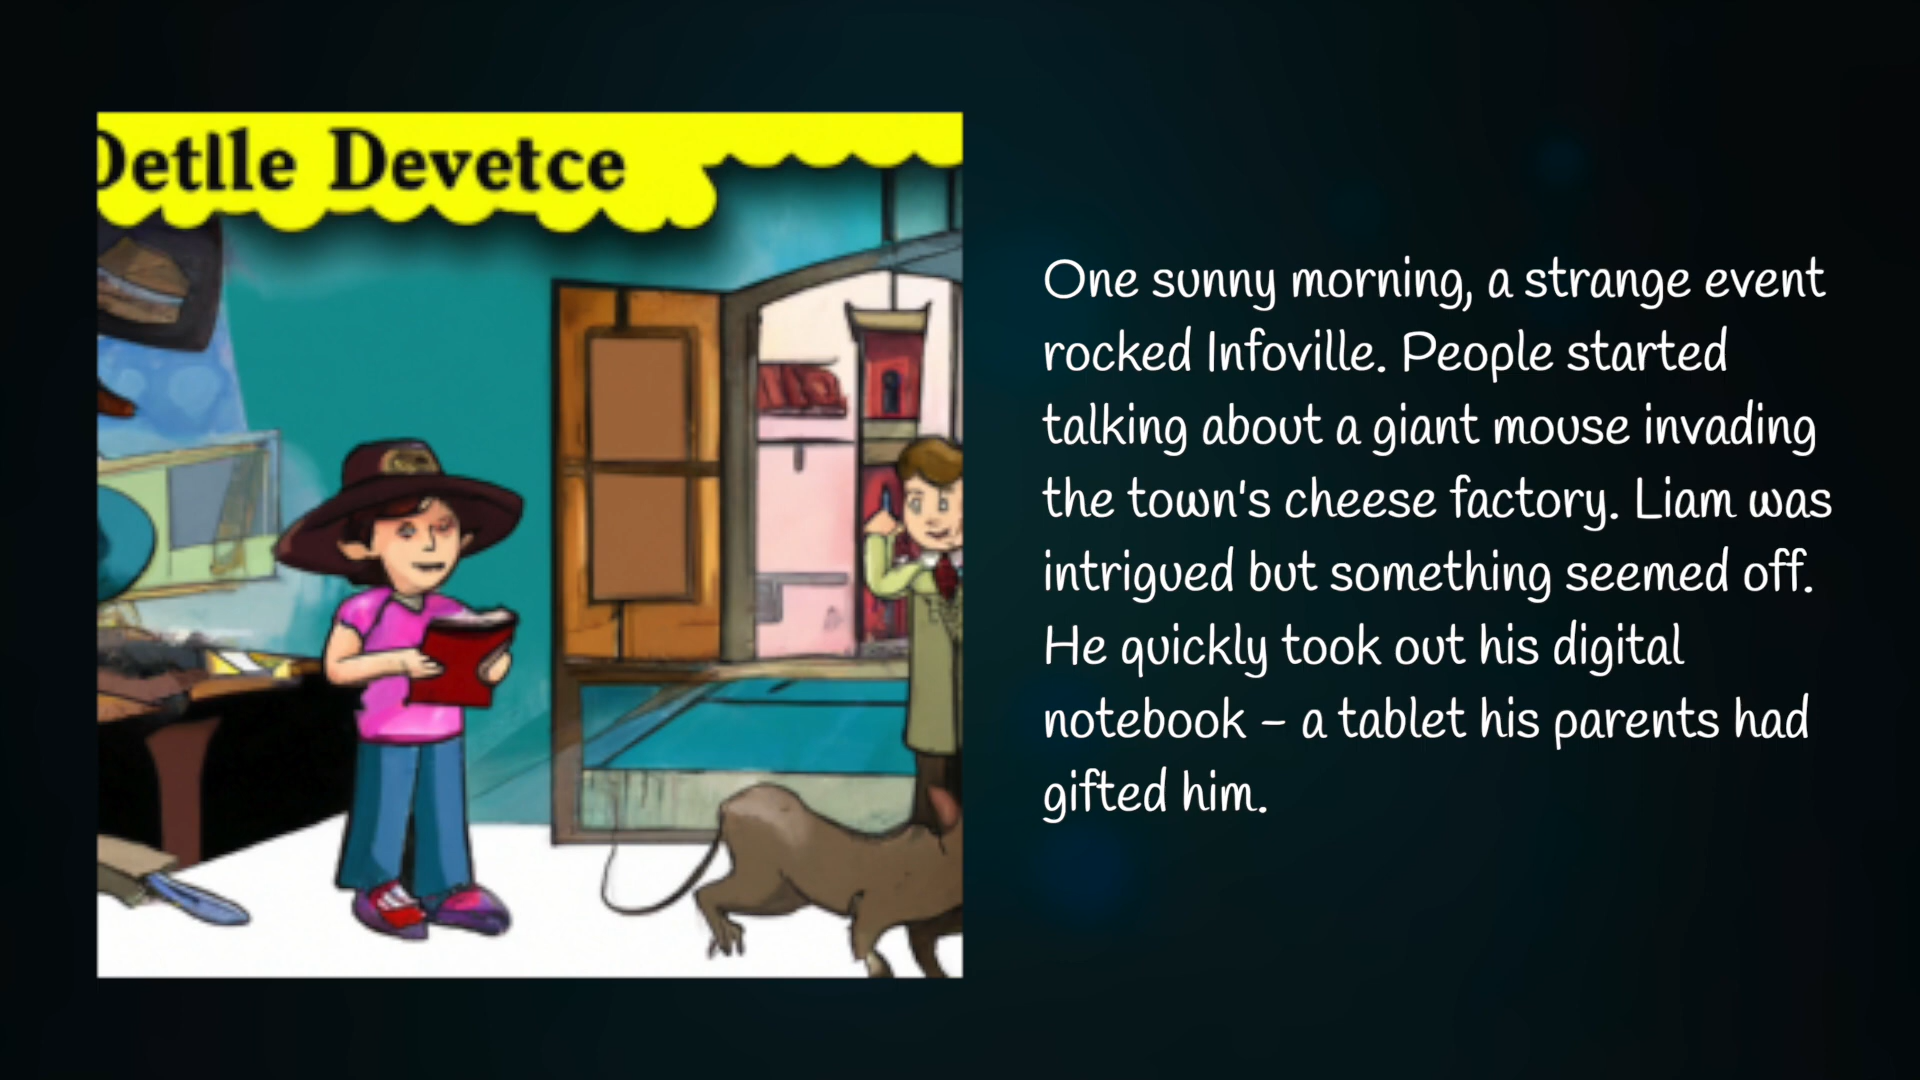 Detlle Devetce
One sunny morning, a strange event
rocked Infoville. People started
talking about a giant mouse invading
the town's cheese factory. Liam was
intrigued but something seemed off.
He quickly took out his digital
notebook – a tablet his parents had
gifted him.